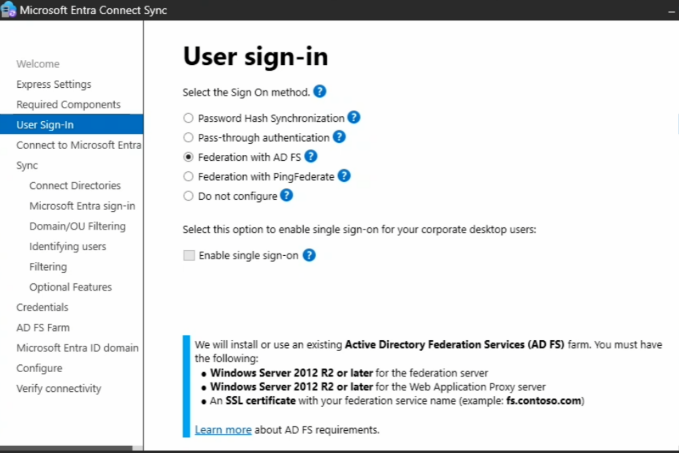 Microsoft Entra Connect Sync
Welcome
Express Settings
Required Components
User Sign-In
Connect to Microsoft Entra
Sync
Connect Directories
Microsoft Entra sign-in
Domain/OU Filtering
Identifying users
Filtering
Optional Features
Credentials
AD FS Farm
Microsoft Entra ID domain
Configure
Verify connectivity
User sign-in
Select the Sign On method. ?
Password Hash Synchronization ?
Pass-through authentication ?
Federation with AD FS ?
Federation with PingFederate ?
Do not configure ?
Select this option to enable single sign-on for your corporate desktop users:
Enable single sign-on ?
We will install or use an existing Active Directory Federation Services (AD FS) farm. You must have
the following:
• Windows Server 2012 R2 or later for the federation server
• Windows Server 2012 R2 or later for the Web Application Proxy server
• An SSL certificate with your federation service name (example: fs.contoso.com)
Learn more about AD FS requirements.